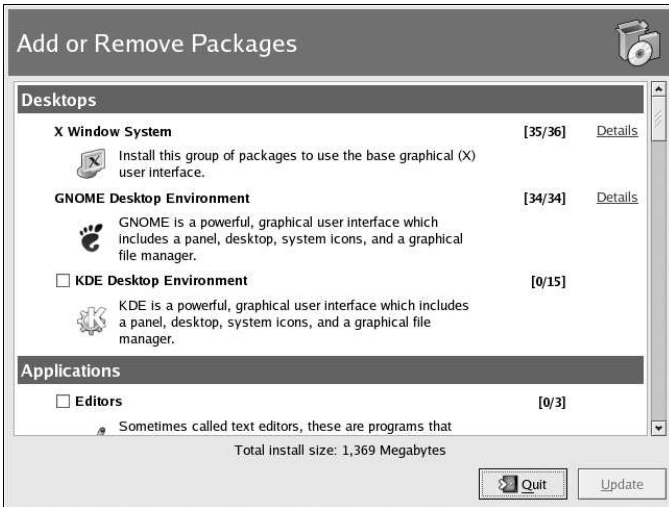 Add or Remove Packages
Desktops
X Window System [35/36] Details
Install this group of packages to use the base graphical (X)
user interface.
GNOME Desktop Environment [34/34] Details
GNOME is a powerful, graphical user interface which
includes a panel, desktop, system icons, and a graphical
file manager.
KDE Desktop Environment [0/15]
KDE is a powerful, graphical user interface which includes
a panel, desktop, system icons, and a graphical file
manager.
Applications
Editors [0/3]
Sometimes called text editors, these are programs that
Total install size: 1,369 Megabytes
Quit Update